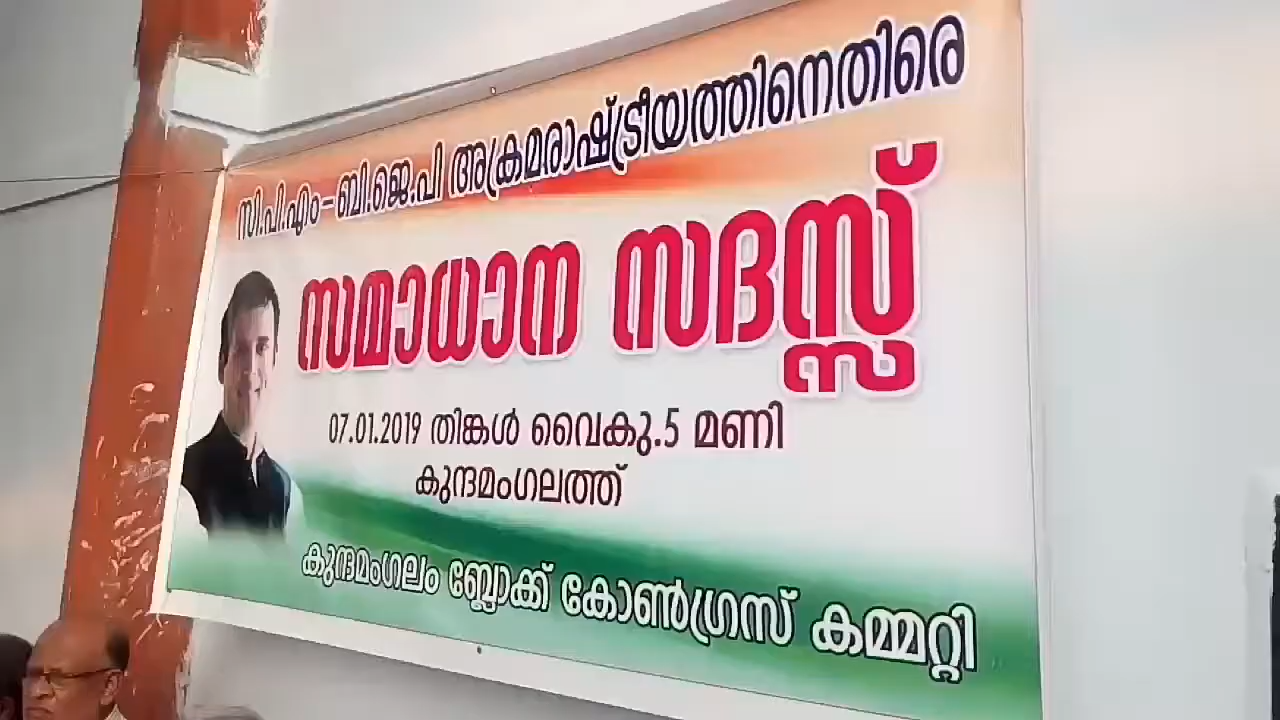 സി.പി.എം-ബി.ജെ.പി അക്രമരാഷ്ട്രീയത്തിനെതിരെ
സമാധാന സദസ്സ്
07.01.2019 തിങ്കൾ വൈകു.5 മണി
കുന്ദമംഗലത്ത്
കുന്ദമംഗലം ബ്ലോക്ക് കോൺഗ്രസ് കമ്മറ്റി